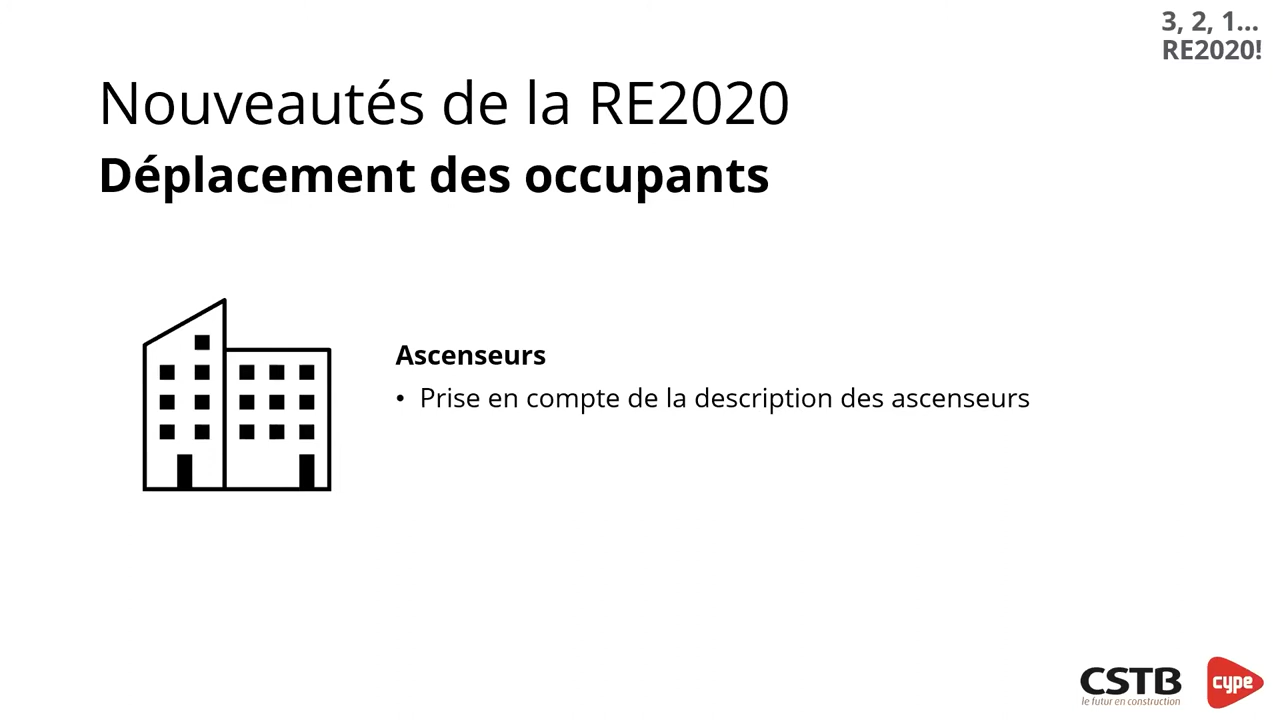 3, 2, 1...
RE2020!
Nouveautés de la RE2020
Déplacement des occupants
Ascenseurs
• Prise en compte de la description des ascenseurs
CSTB
le futur en construction
cype